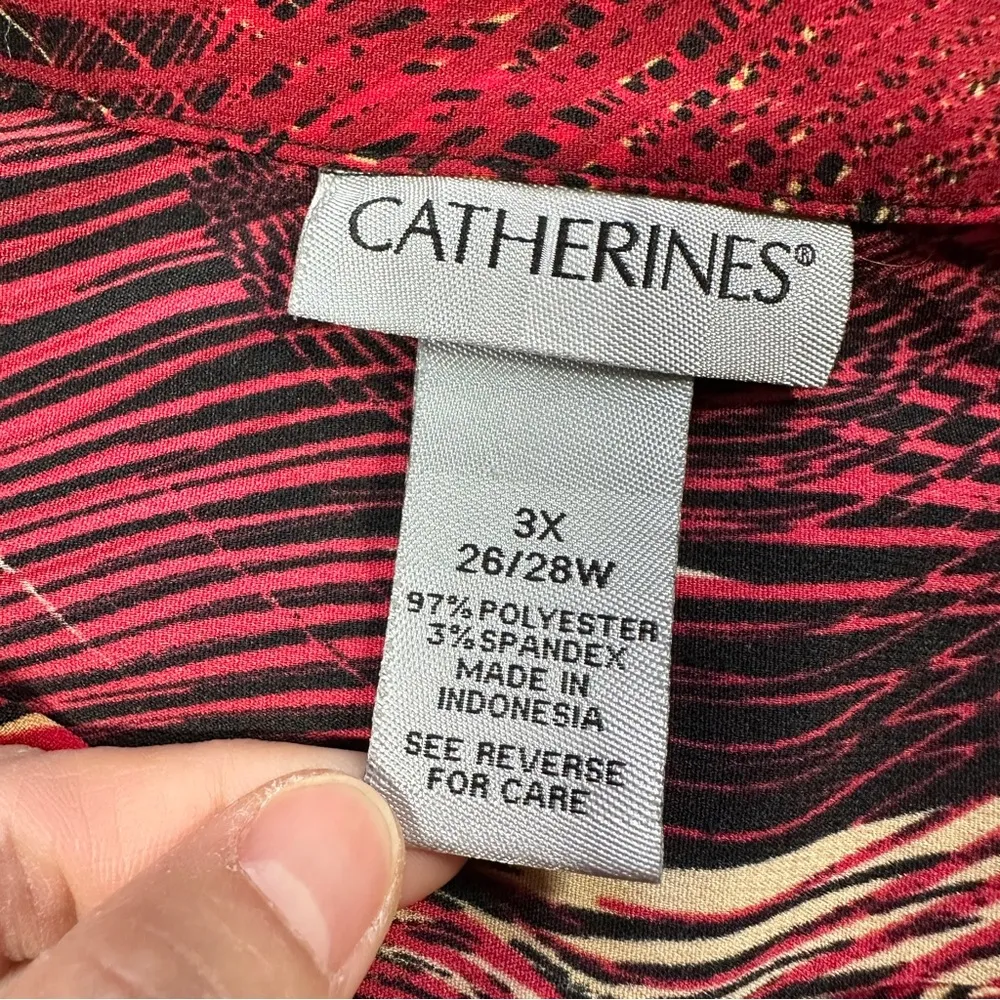 CATHERINES®
3X
26/28W
97% POLYESTER
3% SPANDEX
MADE IN
INDONESIA
SEE REVERSE
FOR CARE